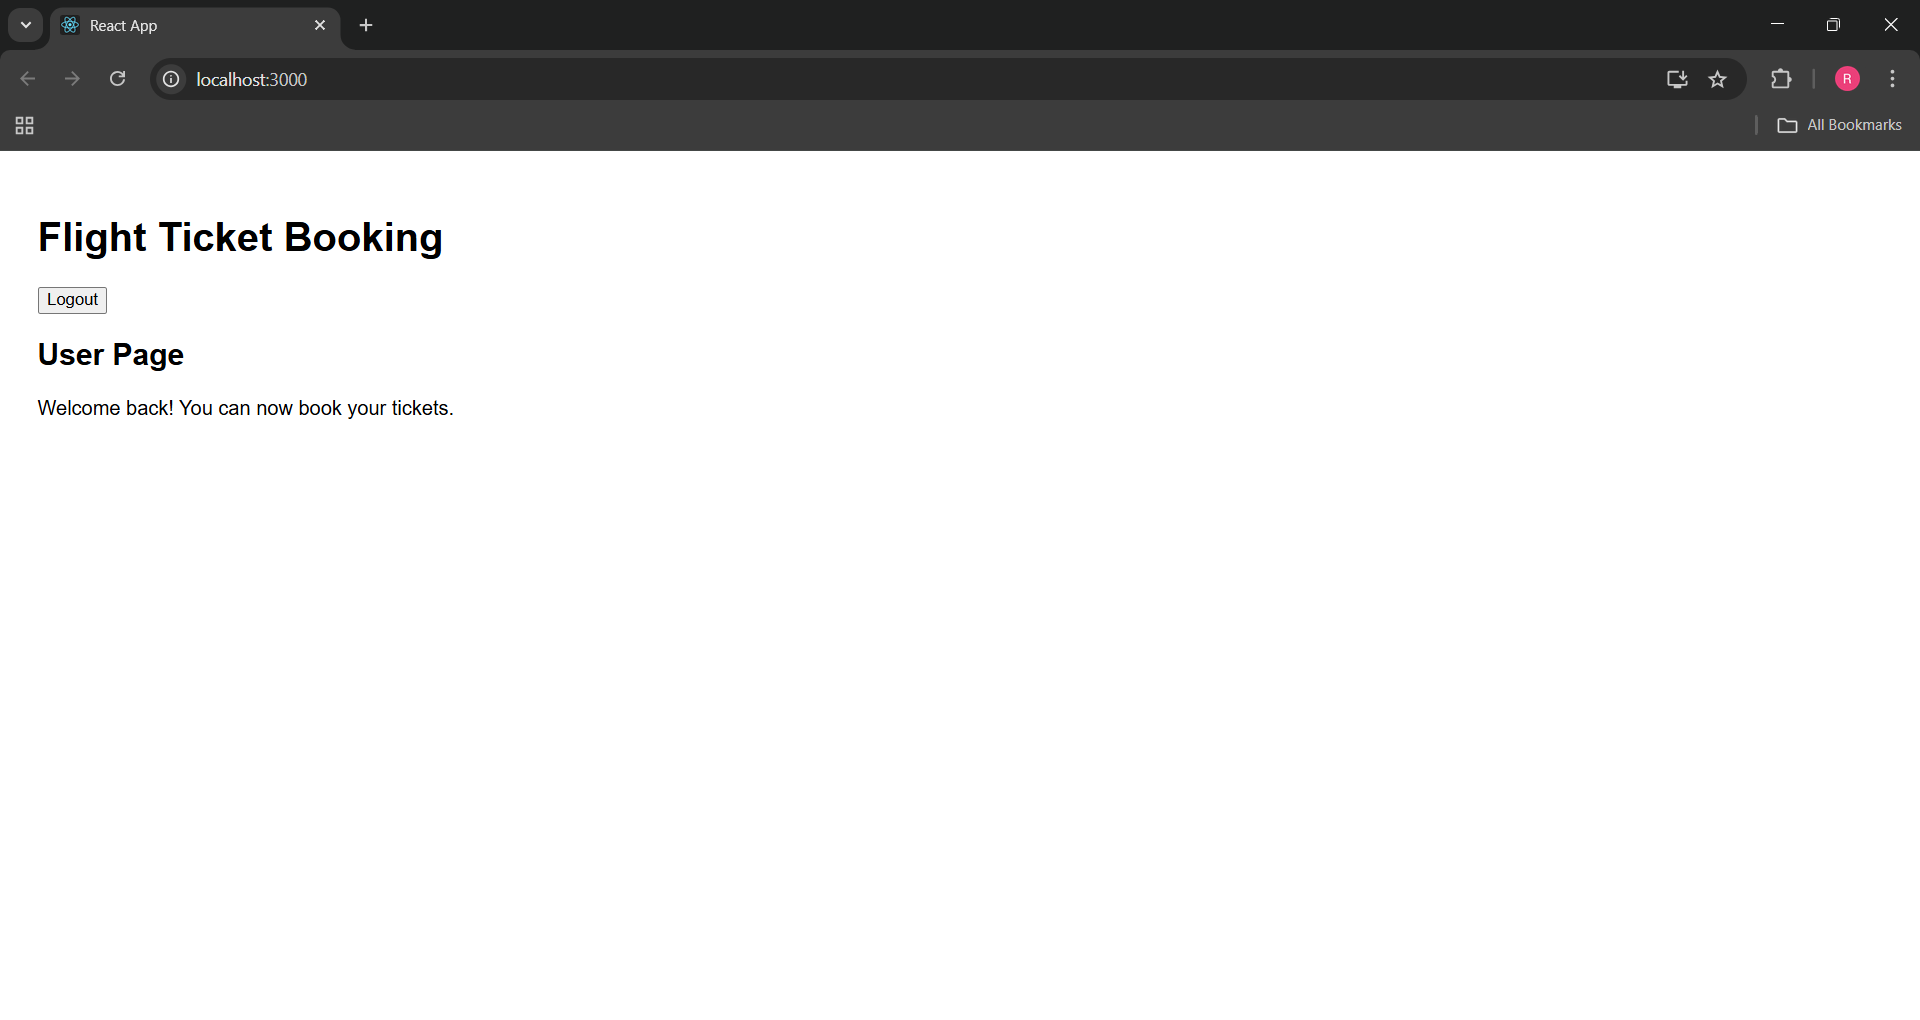 React App
localhost:3000
R
All Bookmarks
Flight Ticket Booking
Logout
User Page
Welcome back! You can now book your tickets.